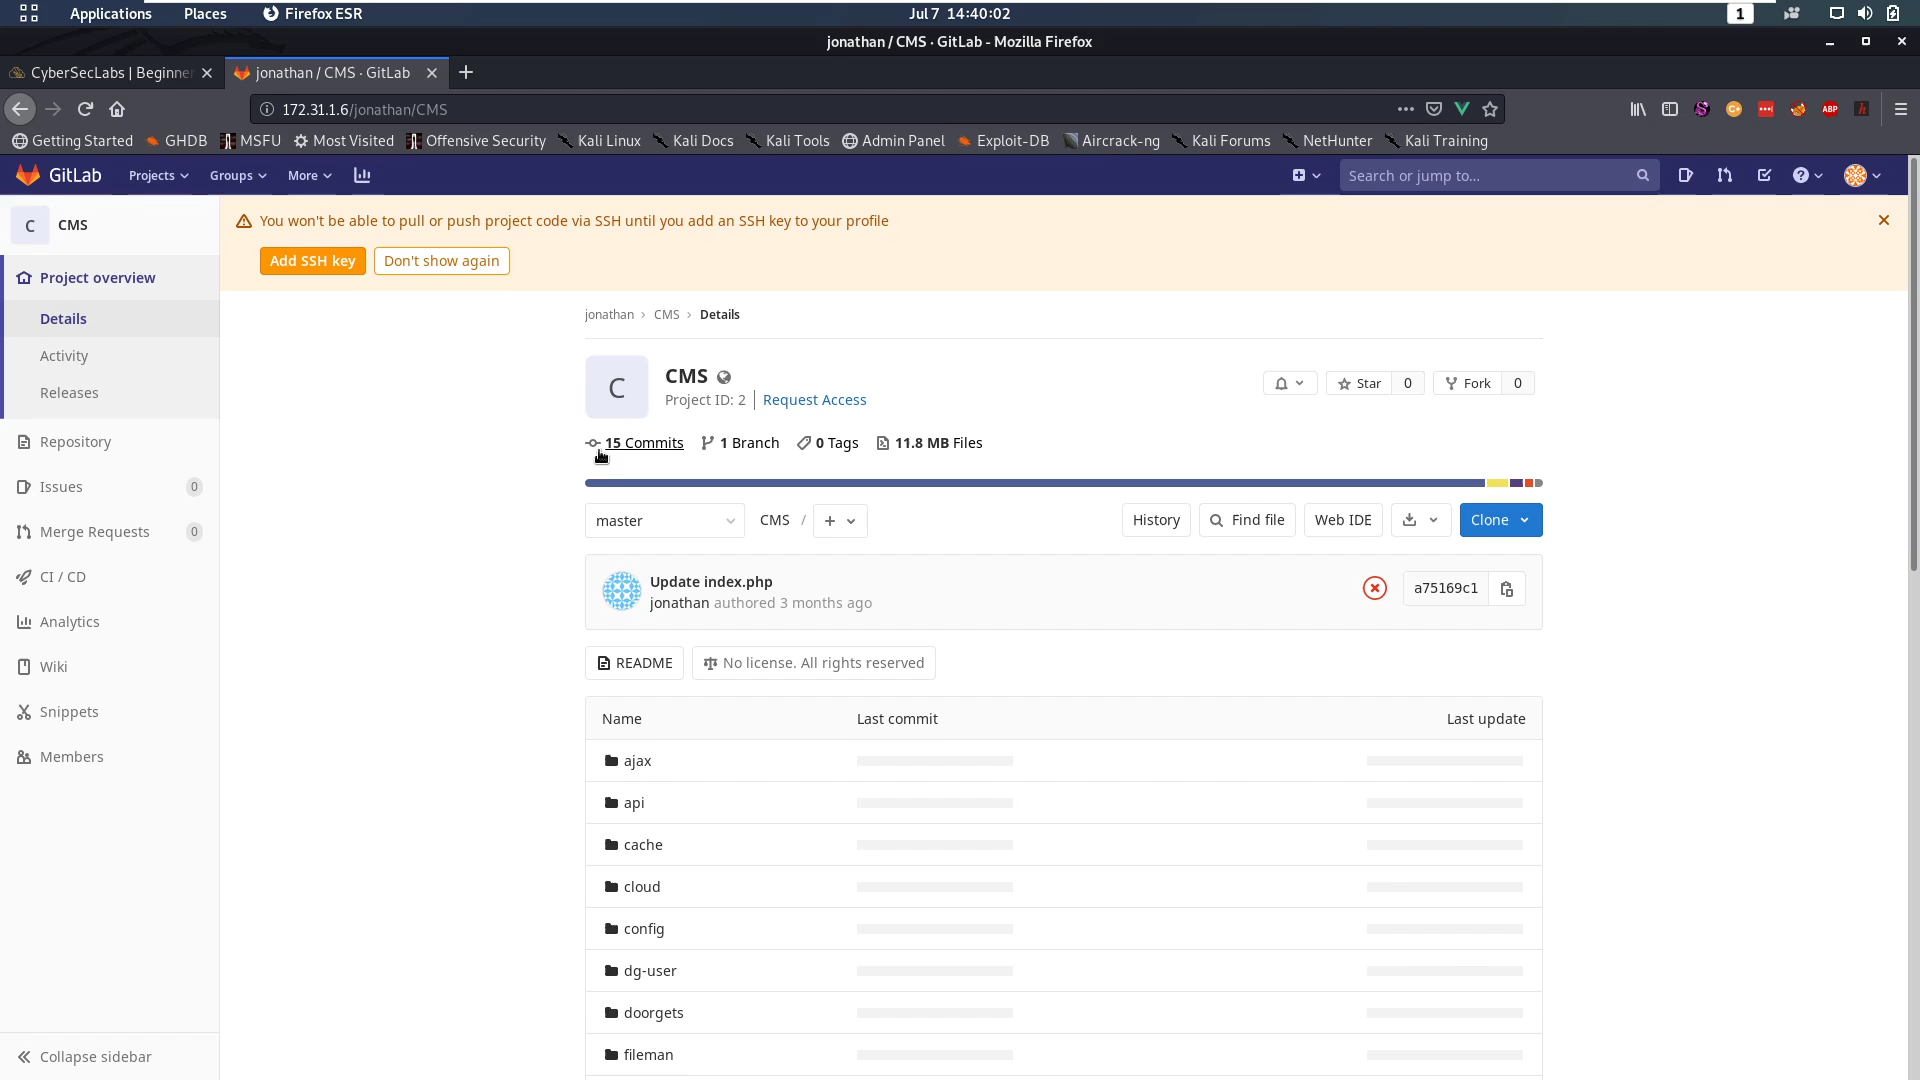 Applications Places Firefox ESR Jul 7 14:40:02 1
jonathan / CMS · GitLab - Mozilla Firefox
CyberSecLabs | Beginner jonathan / CMS · GitLab
172.31.1.6/jonathan/CMS
Getting Started GHDB MSFU Most Visited Offensive Security Kali Linux Kali Docs Kali Tools Admin Panel Exploit-DB Aircrack-ng Kali Forums NetHunter Kali Training
GitLab Projects Groups More Search or jump to...
C CMS
You won't be able to pull or push project code via SSH until you add an SSH key to your profile
Add SSH key Don't show again
Project overview
Details
Activity
Releases
Repository
Issues 0
Merge Requests 0
CI / CD
Analytics
Wiki
Snippets
Members
Collapse sidebar
jonathan › CMS › Details
C
CMS
Project ID: 2 Request Access
Star 0 Fork 0
15 Commits 1 Branch 0 Tags 11.8 MB Files
master CMS / + History Find file Web IDE Clone
Update index.php
jonathan authored 3 months ago
a75169c1
README No license. All rights reserved
Name Last commit Last update
ajax
api
cache
cloud
config
dg-user
doorgets
fileman